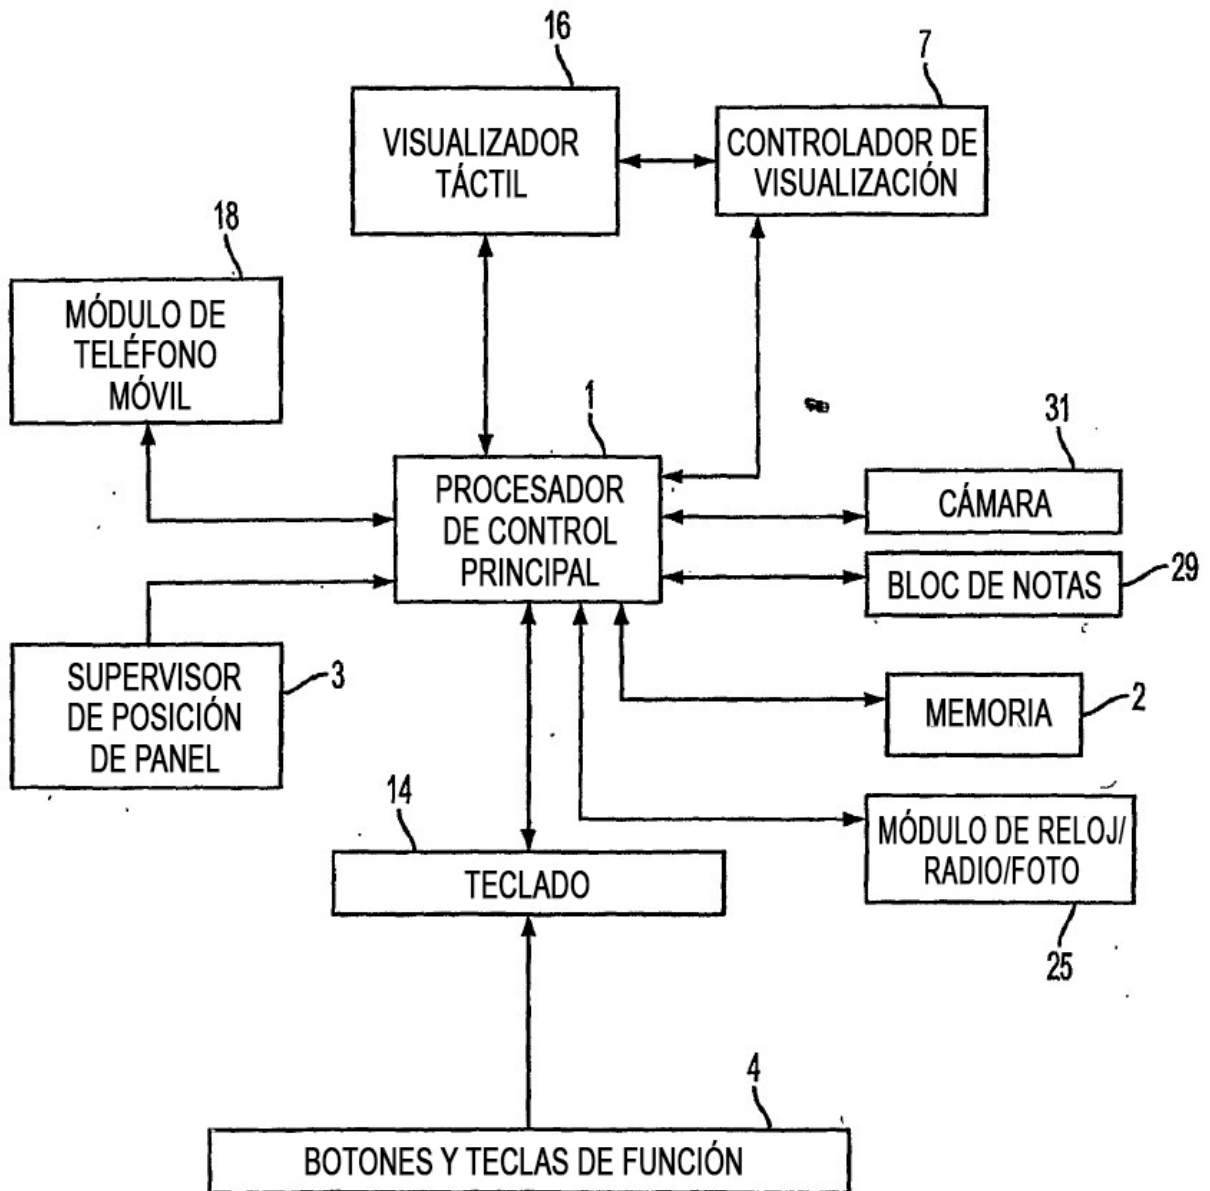 16
7
VISUALIZADOR
TÁCTIL
CONTROLADOR DE
VISUALIZACIÓN
18
MÓDULO DE
TELÉFONO
MÓVIL
1
31
PROCESADOR
DE CONTROL
PRINCIPAL
CÁMARA
BLOC DE NOTAS
29
SUPERVISOR
DE POSICIÓN
DE PANEL
3
MEMORIA
2
14
TECLADO
MÓDULO DE RELOJ/
RADIO/FOTO
25
4
BOTONES Y TECLAS DE FUNCIÓN